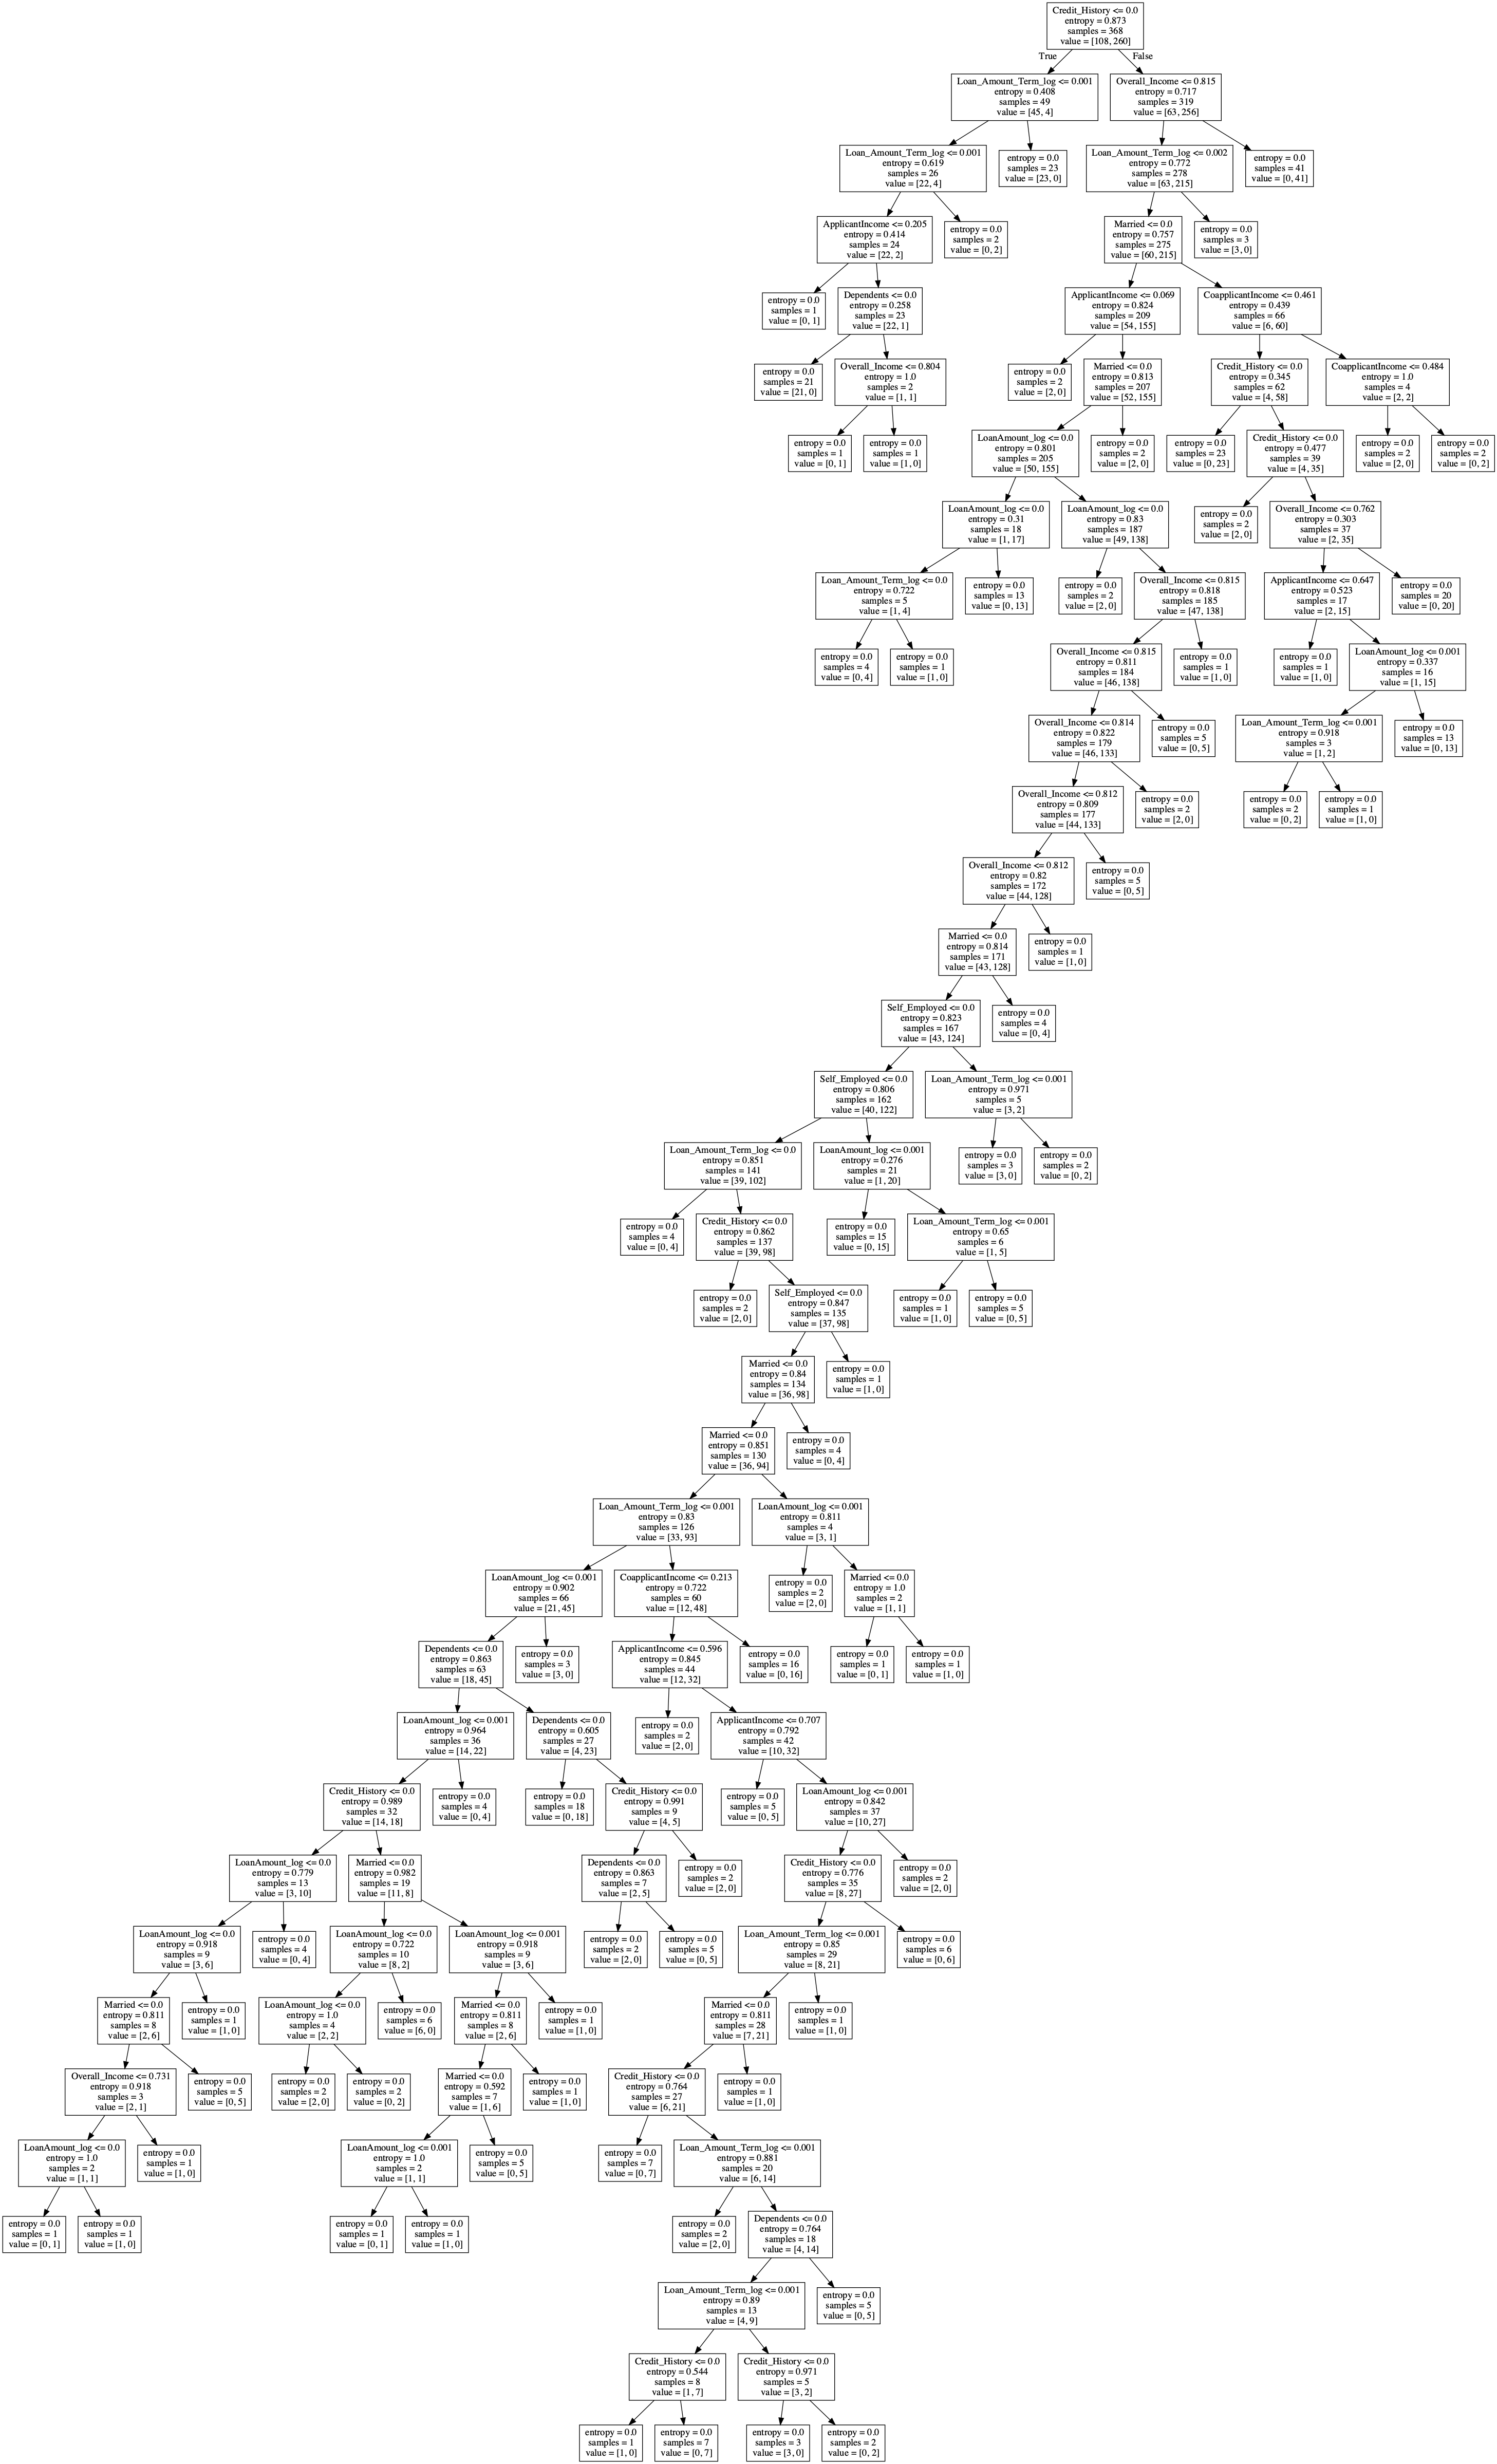 Credit_History <= 0.0
entropy = 0.873
samples = 368
value = [108, 260]
True
False
Loan_Amount_Term_log <= 0.001
entropy = 0.408
samples = 49
value = [45, 4]
Overall_Income <= 0.815
entropy = 0.717
samples = 319
value = [63, 256]
Loan_Amount_Term_log <= 0.001
entropy = 0.619
samples = 26
value = [22, 4]
entropy = 0.0
samples = 23
value = [23, 0]
Loan_Amount_Term_log <= 0.002
entropy = 0.772
samples = 278
value = [63, 215]
entropy = 0.0
samples = 41
value = [0, 41]
ApplicantIncome <= 0.205
entropy = 0.414
samples = 24
value = [22, 2]
entropy = 0.0
samples = 2
value = [0, 2]
Married <= 0.0
entropy = 0.757
samples = 275
value = [60, 215]
entropy = 0.0
samples = 3
value = [3, 0]
entropy = 0.0
samples = 1
value = [0, 1]
Dependents <= 0.0
entropy = 0.258
samples = 23
value = [22, 1]
ApplicantIncome <= 0.069
entropy = 0.824
samples = 209
value = [54, 155]
CoapplicantIncome <= 0.461
entropy = 0.439
samples = 66
value = [6, 60]
entropy = 0.0
samples = 21
value = [21, 0]
Overall_Income <= 0.804
entropy = 1.0
samples = 2
value = [1, 1]
entropy = 0.0
samples = 2
value = [2, 0]
Married <= 0.0
entropy = 0.813
samples = 207
value = [52, 155]
Credit_History <= 0.0
entropy = 0.345
samples = 62
value = [4, 58]
CoapplicantIncome <= 0.484
entropy = 1.0
samples = 4
value = [2, 2]
entropy = 0.0
samples = 1
value = [0, 1]
entropy = 0.0
samples = 1
value = [1, 0]
LoanAmount_log <= 0.0
entropy = 0.801
samples = 205
value = [50, 155]
entropy = 0.0
samples = 2
value = [2, 0]
entropy = 0.0
samples = 23
value = [0, 23]
Credit_History <= 0.0
entropy = 0.477
samples = 39
value = [4, 35]
entropy = 0.0
samples = 2
value = [2, 0]
entropy = 0.0
samples = 2
value = [0, 2]
LoanAmount_log <= 0.0
entropy = 0.31
samples = 18
value = [1, 17]
LoanAmount_log <= 0.0
entropy = 0.83
samples = 187
value = [49, 138]
entropy = 0.0
samples = 2
value = [2, 0]
Overall_Income <= 0.762
entropy = 0.303
samples = 37
value = [2, 35]
Loan_Amount_Term_log <= 0.0
entropy = 0.722
samples = 5
value = [1, 4]
entropy = 0.0
samples = 13
value = [0, 13]
entropy = 0.0
samples = 2
value = [2, 0]
Overall_Income <= 0.815
entropy = 0.818
samples = 185
value = [47, 138]
ApplicantIncome <= 0.647
entropy = 0.523
samples = 17
value = [2, 15]
entropy = 0.0
samples = 20
value = [0, 20]
entropy = 0.0
samples = 4
value = [0, 4]
entropy = 0.0
samples = 1
value = [1, 0]
Overall_Income <= 0.815
entropy = 0.811
samples = 184
value = [46, 138]
entropy = 0.0
samples = 1
value = [1, 0]
entropy = 0.0
samples = 1
value = [1, 0]
LoanAmount_log <= 0.001
entropy = 0.337
samples = 16
value = [1, 15]
Overall_Income <= 0.814
entropy = 0.822
samples = 179
value = [46, 133]
entropy = 0.0
samples = 5
value = [0, 5]
Loan_Amount_Term_log <= 0.001
entropy = 0.918
samples = 3
value = [1, 2]
entropy = 0.0
samples = 13
value = [0, 13]
Overall_Income <= 0.812
entropy = 0.809
samples = 177
value = [44, 133]
entropy = 0.0
samples = 2
value = [2, 0]
entropy = 0.0
samples = 2
value = [0, 2]
entropy = 0.0
samples = 1
value = [1, 0]
Overall_Income <= 0.812
entropy = 0.82
samples = 172
value = [44, 128]
entropy = 0.0
samples = 5
value = [0, 5]
Married <= 0.0
entropy = 0.814
samples = 171
value = [43, 128]
entropy = 0.0
samples = 1
value = [1, 0]
Self_Employed <= 0.0
entropy = 0.823
samples = 167
value = [43, 124]
entropy = 0.0
samples = 4
value = [0, 4]
Self_Employed <= 0.0
entropy = 0.806
samples = 162
value = [40, 122]
Loan_Amount_Term_log <= 0.001
entropy = 0.971
samples = 5
value = [3, 2]
Loan_Amount_Term_log <= 0.0
entropy = 0.851
samples = 141
value = [39, 102]
LoanAmount_log <= 0.001
entropy = 0.276
samples = 21
value = [1, 20]
entropy = 0.0
samples = 3
value = [3, 0]
entropy = 0.0
samples = 2
value = [0, 2]
entropy = 0.0
samples = 4
value = [0, 4]
Credit_History <= 0.0
entropy = 0.862
samples = 137
value = [39, 98]
entropy = 0.0
samples = 15
value = [0, 15]
Loan_Amount_Term_log <= 0.001
entropy = 0.65
samples = 6
value = [1, 5]
entropy = 0.0
samples = 2
value = [2, 0]
Self_Employed <= 0.0
entropy = 0.847
samples = 135
value = [37, 98]
entropy = 0.0
samples = 1
value = [1, 0]
entropy = 0.0
samples = 5
value = [0, 5]
Married <= 0.0
entropy = 0.84
samples = 134
value = [36, 98]
entropy = 0.0
samples = 1
value = [1, 0]
Married <= 0.0
entropy = 0.851
samples = 130
value = [36, 94]
entropy = 0.0
samples = 4
value = [0, 4]
Loan_Amount_Term_log <= 0.001
entropy = 0.83
samples = 126
value = [33, 93]
LoanAmount_log <= 0.001
entropy = 0.811
samples = 4
value = [3, 1]
LoanAmount_log <= 0.001
entropy = 0.902
samples = 66
value = [21, 45]
CoapplicantIncome <= 0.213
entropy = 0.722
samples = 60
value = [12, 48]
entropy = 0.0
samples = 2
value = [2, 0]
Married <= 0.0
entropy = 1.0
samples = 2
value = [1, 1]
Dependents <= 0.0
entropy = 0.863
samples = 63
value = [18, 45]
entropy = 0.0
samples = 3
value = [3, 0]
ApplicantIncome <= 0.596
entropy = 0.845
samples = 44
value = [12, 32]
entropy = 0.0
samples = 16
value = [0, 16]
entropy = 0.0
samples = 1
value = [0, 1]
entropy = 0.0
samples = 1
value = [1, 0]
LoanAmount_log <= 0.001
entropy = 0.964
samples = 36
value = [14, 22]
Dependents <= 0.0
entropy = 0.605
samples = 27
value = [4, 23]
entropy = 0.0
samples = 2
value = [2, 0]
ApplicantIncome <= 0.707
entropy = 0.792
samples = 42
value = [10, 32]
Credit_History <= 0.0
entropy = 0.989
samples = 32
value = [14, 18]
entropy = 0.0
samples = 4
value = [0, 4]
entropy = 0.0
samples = 18
value = [0, 18]
Credit_History <= 0.0
entropy = 0.991
samples = 9
value = [4, 5]
entropy = 0.0
samples = 5
value = [0, 5]
LoanAmount_log <= 0.001
entropy = 0.842
samples = 37
value = [10, 27]
LoanAmount_log <= 0.0
entropy = 0.779
samples = 13
value = [3, 10]
Married <= 0.0
entropy = 0.982
samples = 19
value = [11, 8]
Dependents <= 0.0
entropy = 0.863
samples = 7
value = [2, 5]
entropy = 0.0
samples = 2
value = [2, 0]
Credit_History <= 0.0
entropy = 0.776
samples = 35
value = [8, 27]
entropy = 0.0
samples = 2
value = [2, 0]
LoanAmount_log <= 0.0
entropy = 0.918
samples = 9
value = [3, 6]
entropy = 0.0
samples = 4
value = [0, 4]
LoanAmount_log <= 0.0
entropy = 0.722
samples = 10
value = [8, 2]
LoanAmount_log <= 0.001
entropy = 0.918
samples = 9
value = [3, 6]
entropy = 0.0
samples = 2
value = [2, 0]
entropy = 0.0
samples = 5
value = [0, 5]
Loan_Amount_Term_log <= 0.001
entropy = 0.85
samples = 29
value = [8, 21]
entropy = 0.0
samples = 6
value = [0, 6]
Married <= 0.0
entropy = 0.811
samples = 8
value = [2, 6]
entropy = 0.0
samples = 1
value = [1, 0]
LoanAmount_log <= 0.0
entropy = 1.0
samples = 4
value = [2, 2]
entropy = 0.0
samples = 6
value = [6, 0]
Married <= 0.0
entropy = 0.811
samples = 8
value = [2, 6]
entropy = 0.0
samples = 1
value = [1, 0]
Married <= 0.0
entropy = 0.811
samples = 28
value = [7, 21]
entropy = 0.0
samples = 1
value = [1, 0]
Overall_Income <= 0.731
entropy = 0.918
samples = 3
value = [2, 1]
entropy = 0.0
samples = 5
value = [0, 5]
entropy = 0.0
samples = 2
value = [2, 0]
entropy = 0.0
samples = 2
value = [0, 2]
Married <= 0.0
entropy = 0.592
samples = 7
value = [1, 6]
entropy = 0.0
samples = 1
value = [1, 0]
Credit_History <= 0.0
entropy = 0.764
samples = 27
value = [6, 21]
entropy = 0.0
samples = 1
value = [1, 0]
LoanAmount_log <= 0.0
entropy = 1.0
samples = 2
value = [1, 1]
entropy = 0.0
samples = 1
value = [1, 0]
LoanAmount_log <= 0.001
entropy = 1.0
samples = 2
value = [1, 1]
entropy = 0.0
samples = 5
value = [0, 5]
entropy = 0.0
samples = 7
value = [0, 7]
Loan_Amount_Term_log <= 0.001
entropy = 0.881
samples = 20
value = [6, 14]
entropy = 0.0
samples = 1
value = [0, 1]
entropy = 0.0
samples = 1
value = [1, 0]
entropy = 0.0
samples = 1
value = [0, 1]
entropy = 0.0
samples = 1
value = [1, 0]
entropy = 0.0
samples = 2
value = [2, 0]
Dependents <= 0.0
entropy = 0.764
samples = 18
value = [4, 14]
Loan_Amount_Term_log <= 0.001
entropy = 0.89
samples = 13
value = [4, 9]
entropy = 0.0
samples = 5
value = [0, 5]
Credit_History <= 0.0
entropy = 0.544
samples = 8
value = [1, 7]
Credit_History <= 0.0
entropy = 0.971
samples = 5
value = [3, 2]
entropy = 0.0
samples = 1
value = [1, 0]
entropy = 0.0
samples = 7
value = [0, 7]
entropy = 0.0
samples = 3
value = [3, 0]
entropy = 0.0
samples = 2
value = [0, 2]